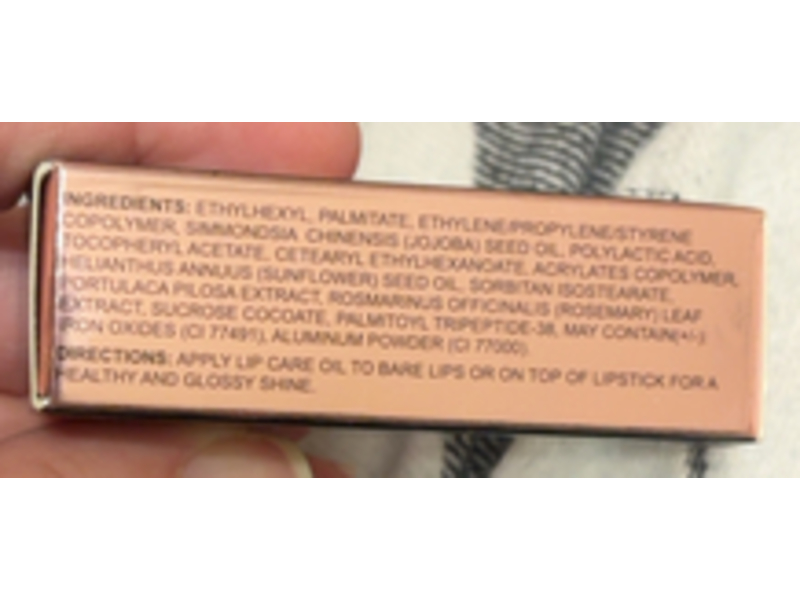 INGREDIENTS: ETHYLHEXYL, PALMITATE, ETHYLENE/PROPYLENE/STYRENE
COPOLYMER, SIMMONDSIA CHINENSIS (JOJOBA) SEED OIL, POLYLACTIC ACID,
TOCOPHERYL ACETATE, CETEARYL ETHYLHEXANOATE, ACRYLATES COPOLYMER,
HELIANTHUS ANNUUS (SUNFLOWER) SEED OIL, SORBITAN ISOSTEARATE,
PORTULACA PILOSA EXTRACT, ROSMARINUS OFFICINALIS (ROSEMARY) LEAF
EXTRACT, SUCROSE COCOATE, PALMITOYL TRIPEPTIDE-38, MAY CONTAIN(+/-):
IRON OXIDES (CI 77491), ALUMINUM POWDER (CI 77000).
DIRECTIONS: APPLY LIP CARE OIL TO BARE LIPS OR ON TOP OF LIPSTICK FOR A
HEALTHY AND GLOSSY SHINE.